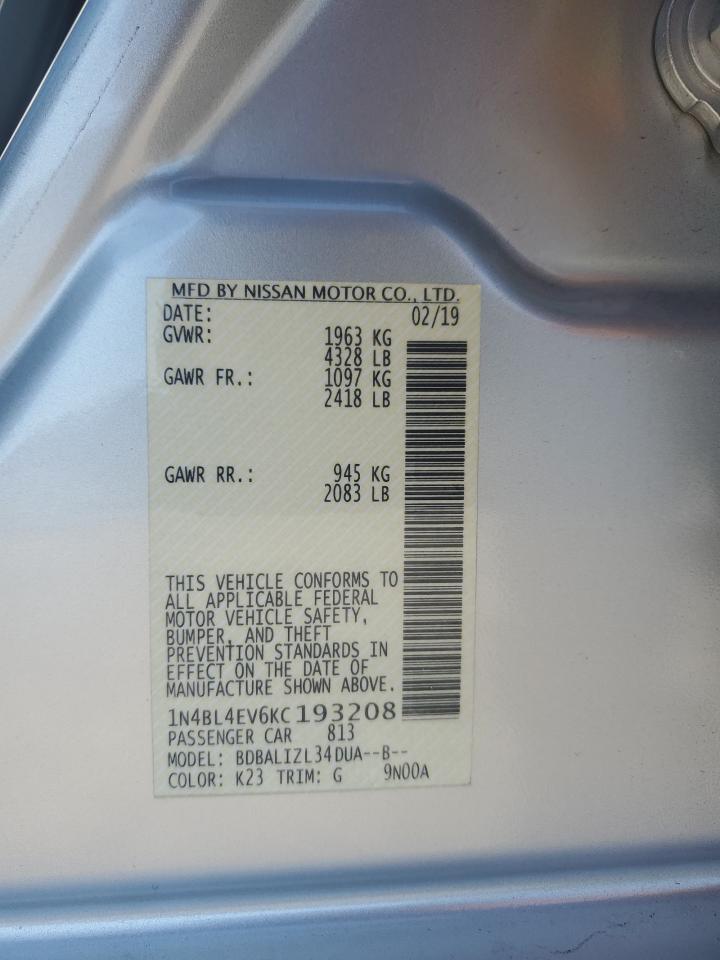 MFD BY NISSAN MOTOR CO., LTD.
DATE: 02/19
GVWR: 1963 KG
4328 LB
GAWR FR.: 1097 KG
2418 LB
GAWR RR.: 945 KG
2083 LB
THIS VEHICLE CONFORMS TO
ALL APPLICABLE FEDERAL
MOTOR VEHICLE SAFETY,
BUMPER, AND THEFT
PREVENTION STANDARDS IN
EFFECT ON THE DATE OF
MANUFACTURE SHOWN ABOVE.
1N4BL4EV6KC193208
PASSENGER CAR 813
MODEL: BDBALIZL34DUA--B--
COLOR: K23 TRIM: G 9N00A